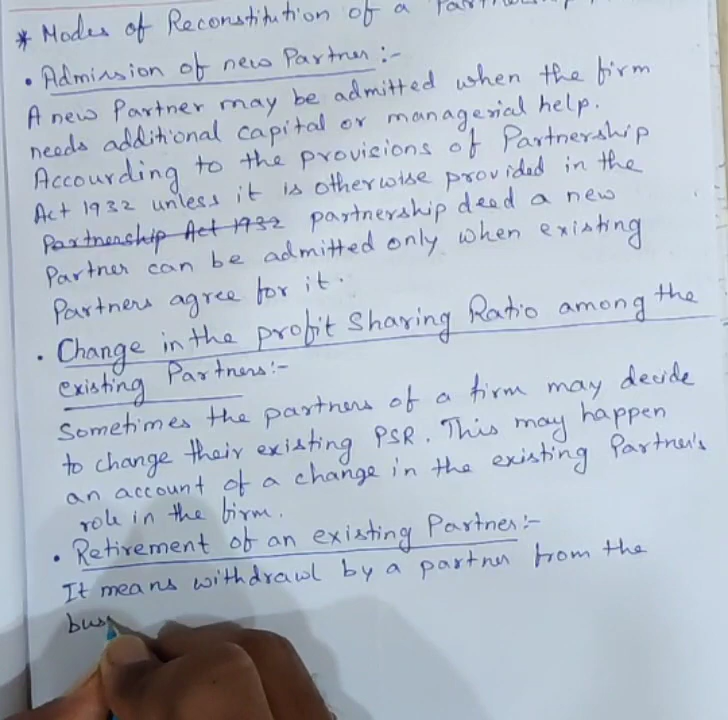 * Modes of Reconstitution of a
• Admission of new Partner :-
A new Partner may be admitted when the firm
needs additional capital or managerial help.
Accourding to the provisions of Partnership
Act 1932 unless it is otherwise provided in the
Partnership Act 1932 partnership deed a new
Partner can be admitted only when existing
Partners agree for it.
• Change in the profit Sharing Ratio among the
existing Partners:-
Sometimes the partners of a firm may decide
to change their existing PSR. This may happen
an account of a change in the existing Partner's
role in the firm.
• Retirement of an existing Partner:-
It means withdrawl by a partner from the
bus